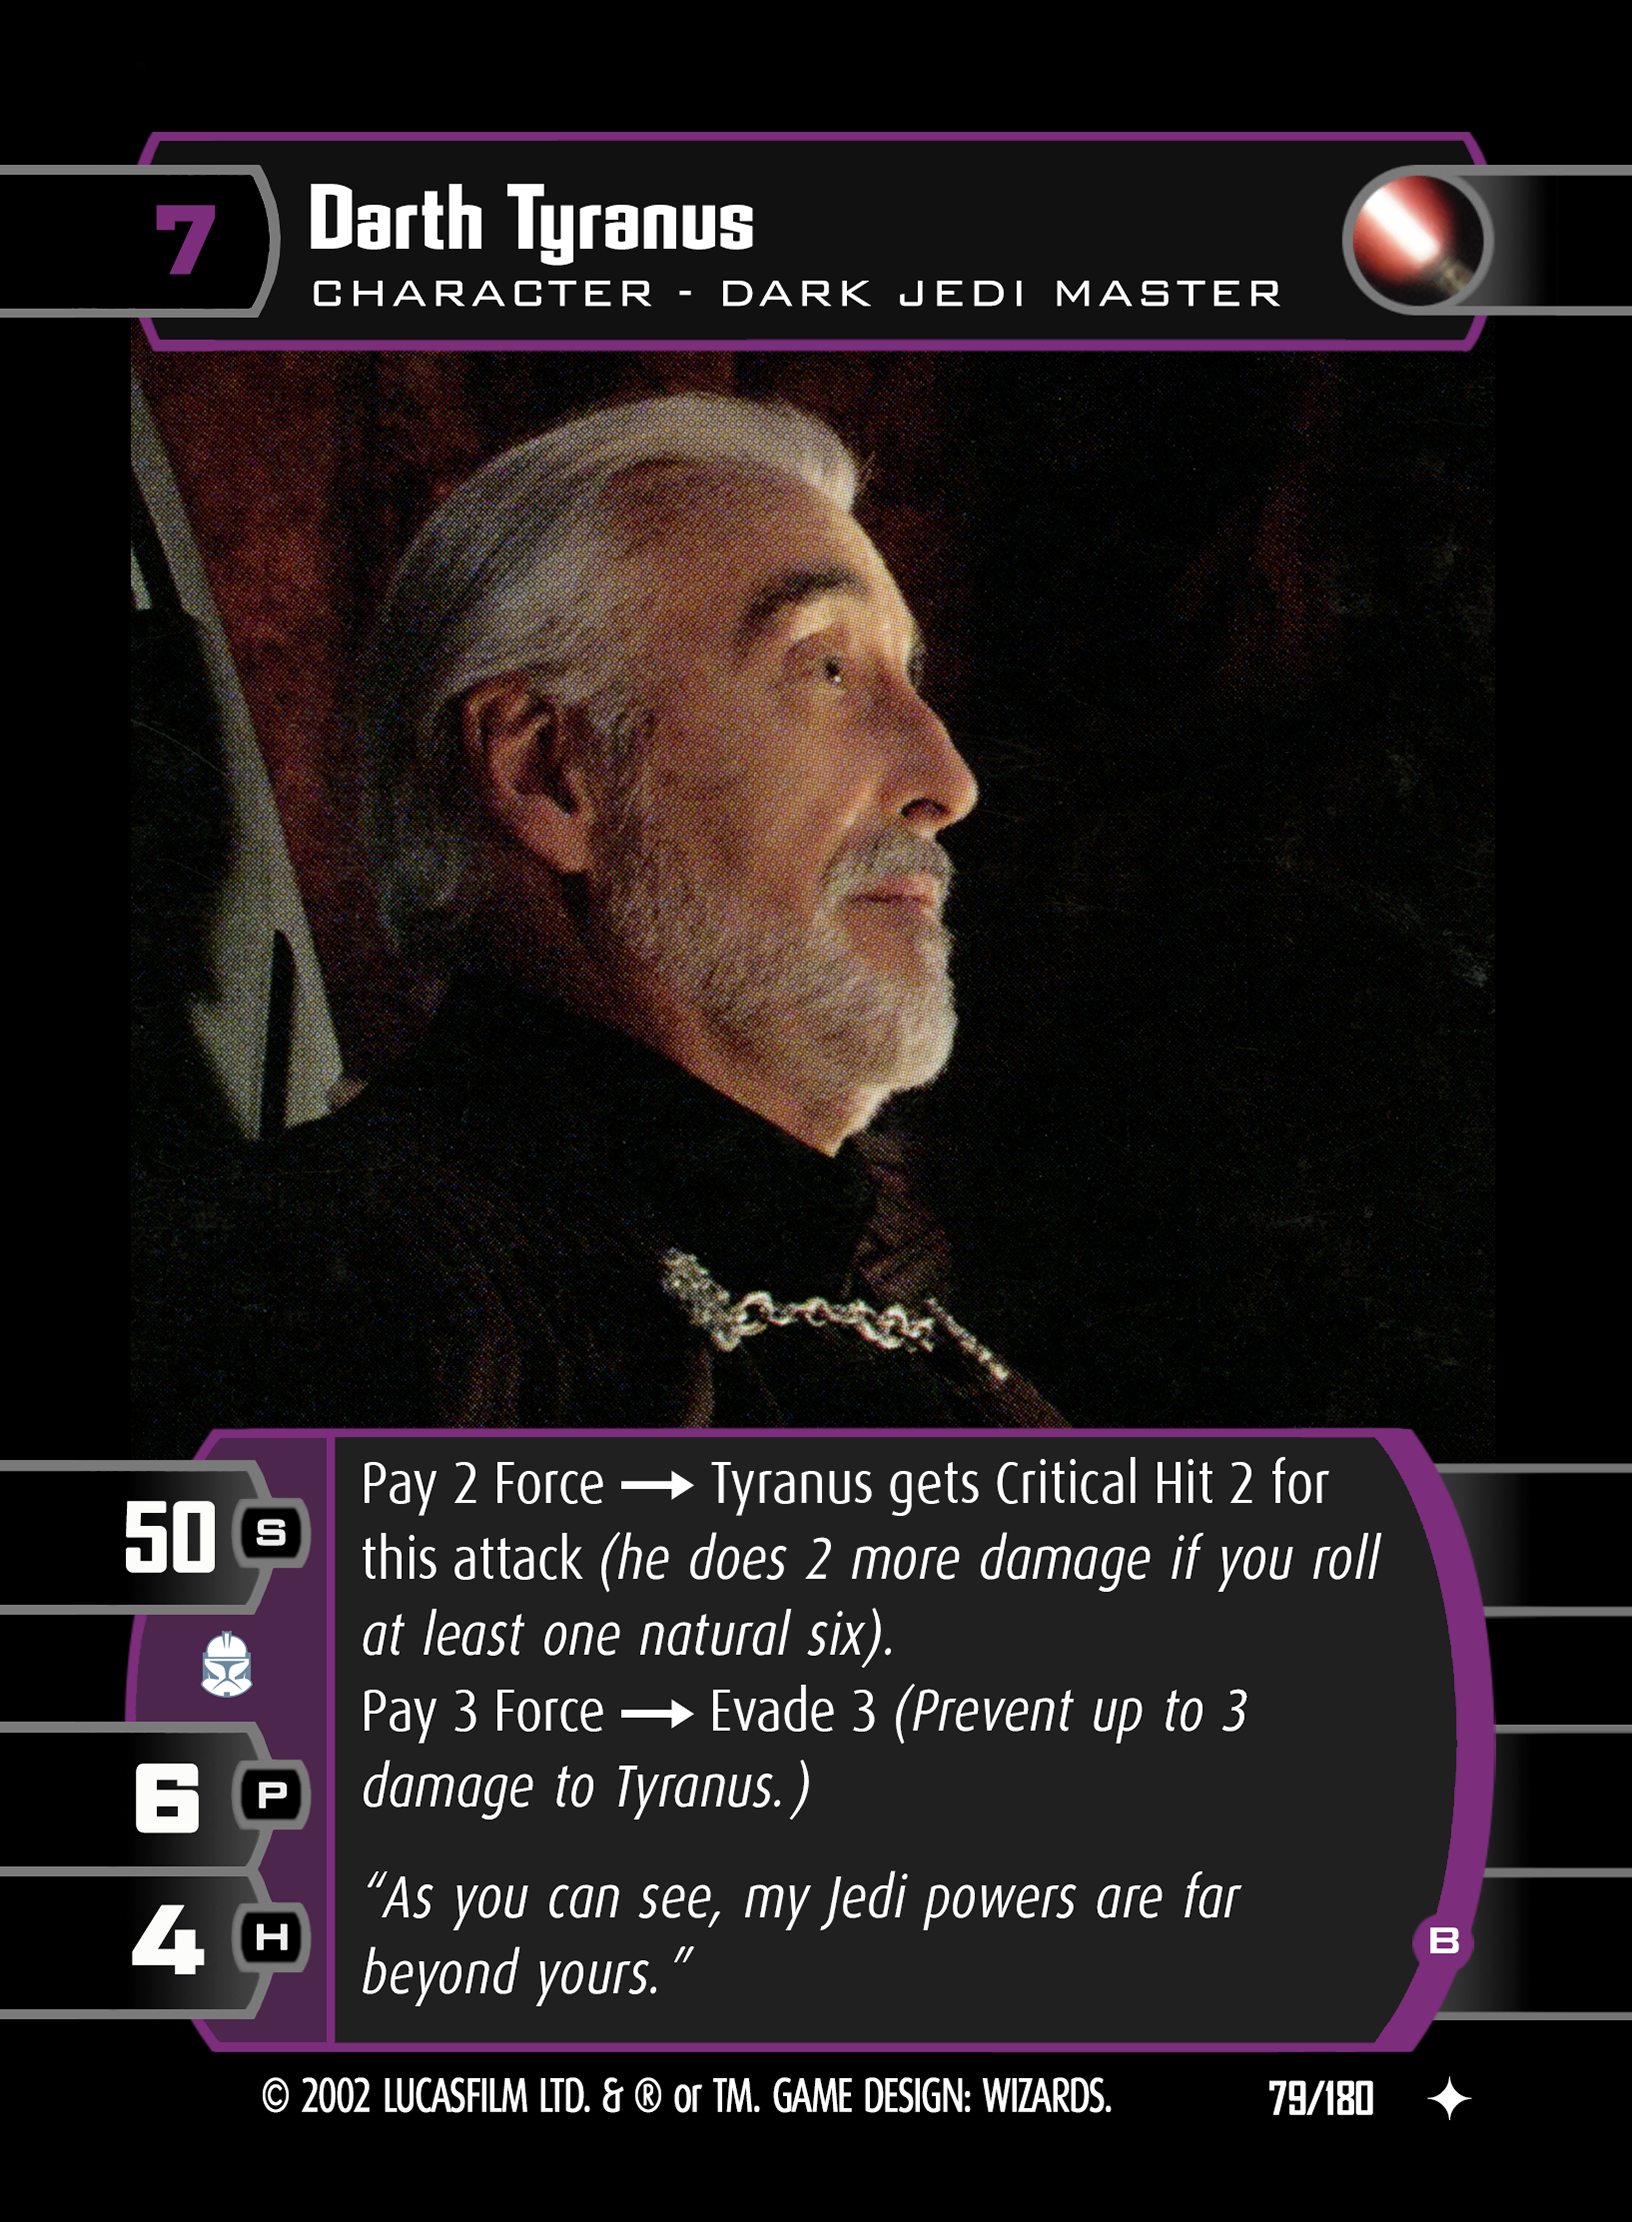 7
Darth Tyranus
CHARACTER - DARK JEDI MASTER
50 S
6 P
4 H
Pay 2 Force → Tyranus gets Critical Hit 2 for
this attack (he does 2 more damage if you roll
at least one natural six).
Pay 3 Force → Evade 3 (Prevent up to 3
damage to Tyranus.)
“As you can see, my Jedi powers are far
beyond yours.”
B
© 2002 LUCASFILM LTD. & ® or TM. GAME DESIGN: WIZARDS.
79/180